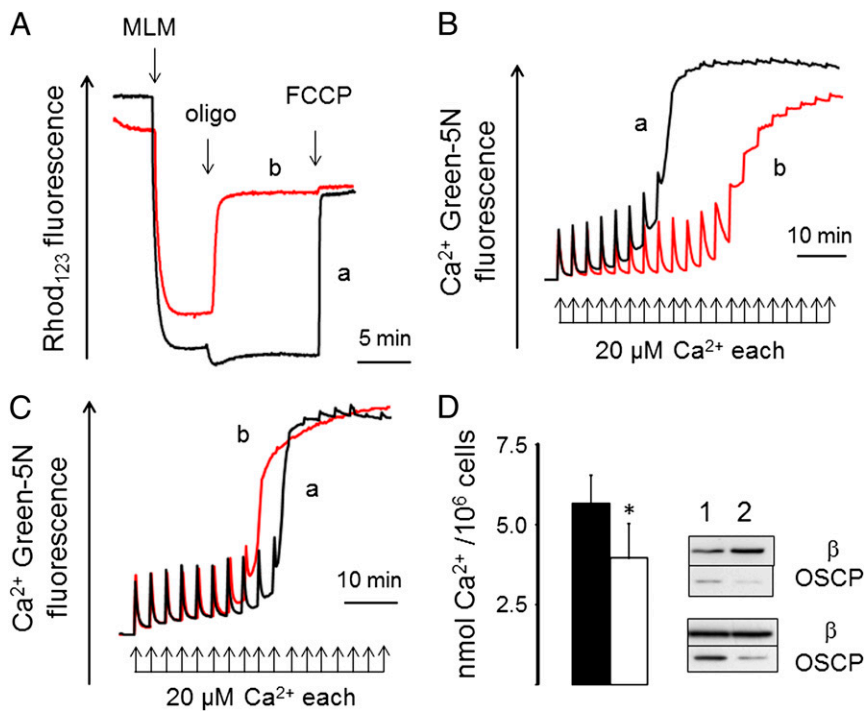 A
MLM
oligo
FCCP
b
a
Rhod123 fluorescence
5 min
B
a
b
Ca2+ Green-5N
fluorescence
10 min
20 μM Ca2+ each
C
b
a
Ca2+ Green-5N
fluorescence
10 min
20 μM Ca2+ each
D
7.5
5.0
2.5
nmol Ca2+ /106 cells
*
1 2
β
OSCP
β
OSCP